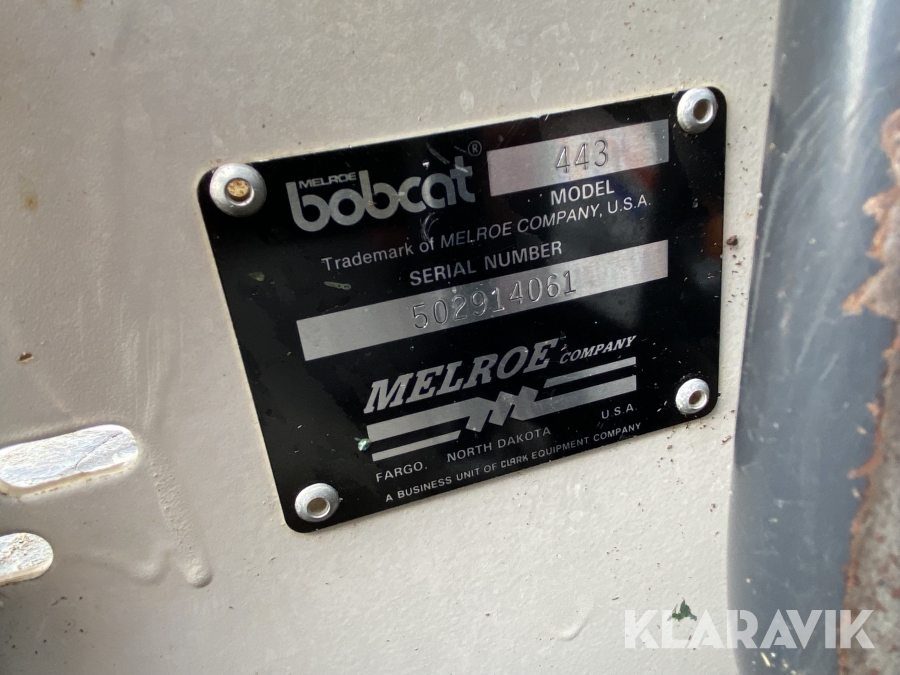 MELROE
bobcat®
443
MODEL
Trademark of MELROE COMPANY, U.S.A.
SERIAL NUMBER
502914061
MELROE COMPANY
FARGO, NORTH DAKOTA U.S.A.
A BUSINESS UNIT OF CLARK EQUIPMENT COMPANY
KLARAVIK